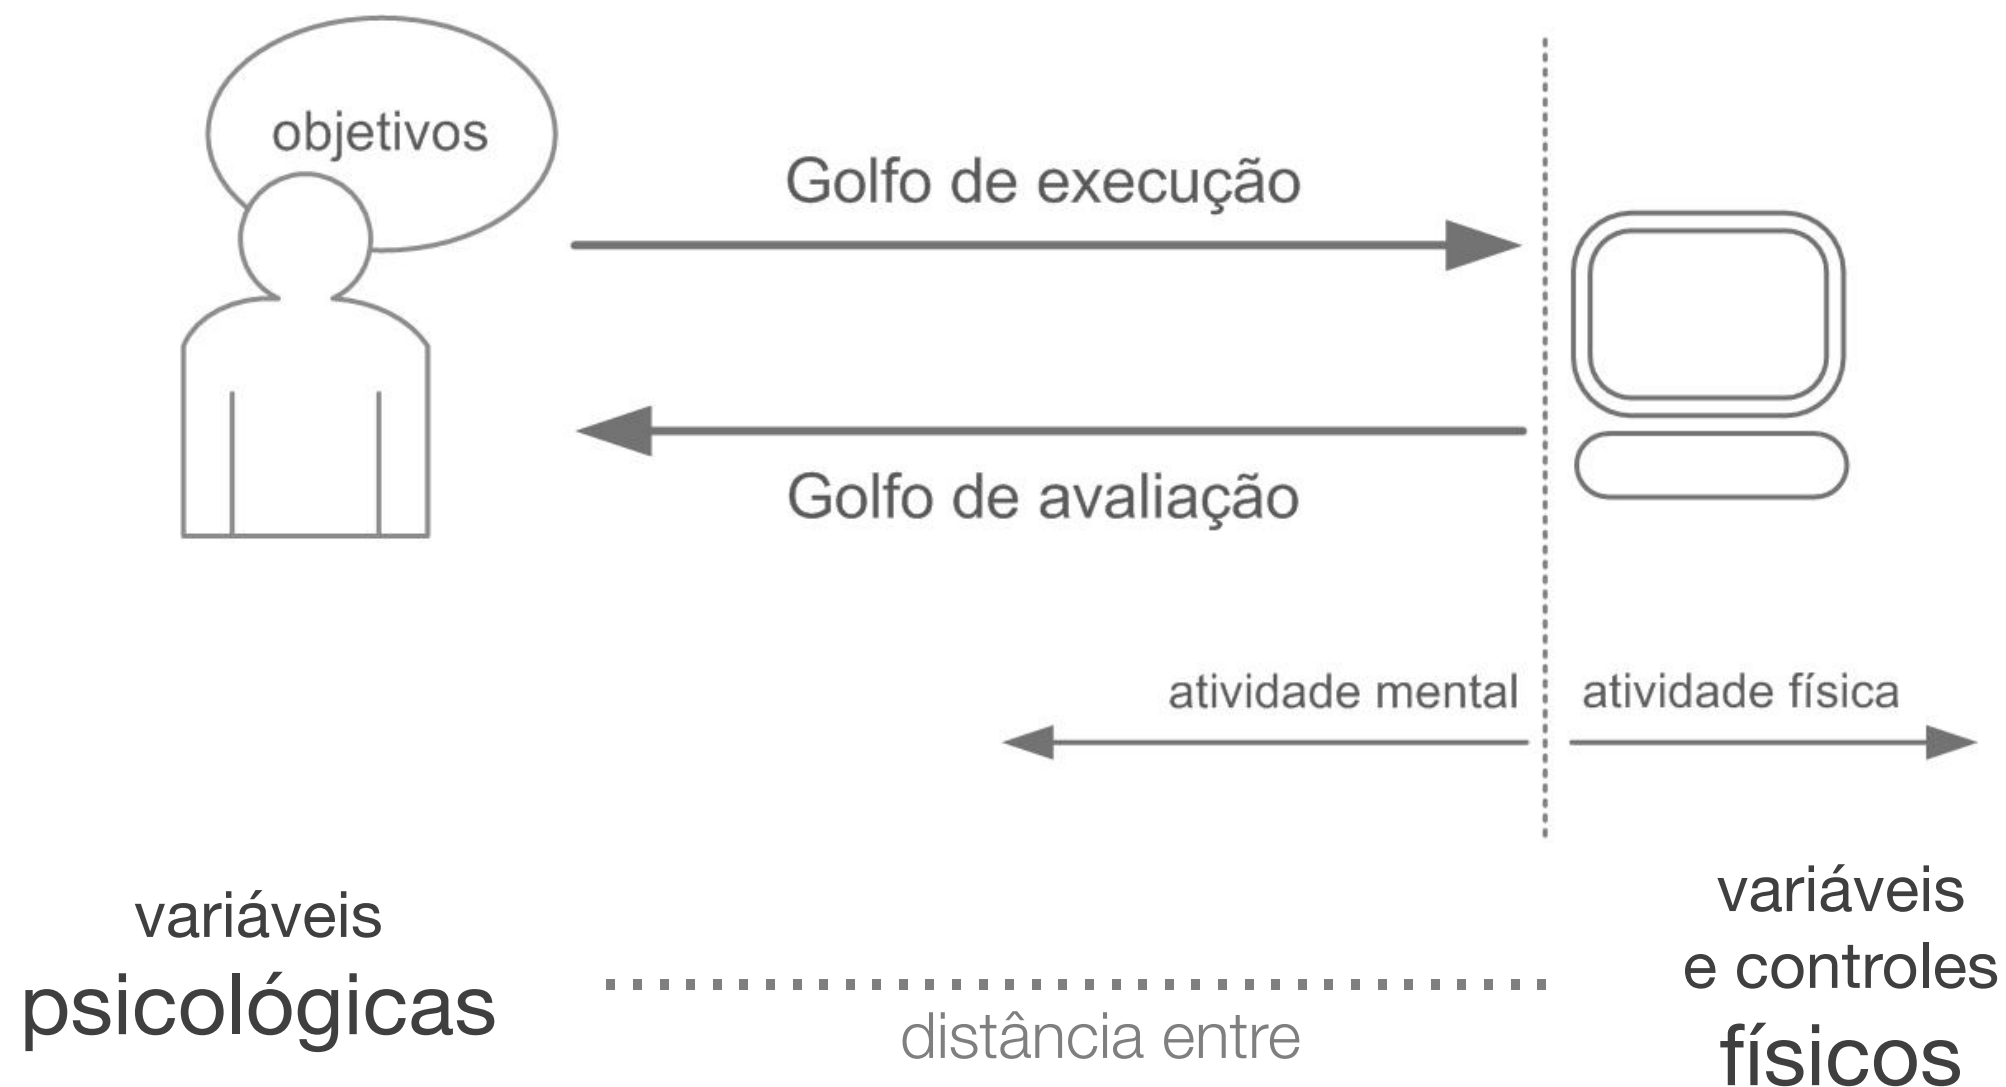 objetivos
Golfo de execução
Golfo de avaliação
atividade mental
atividade física
variáveis
psicológicas
distância entre
variáveis
e controles
físicos